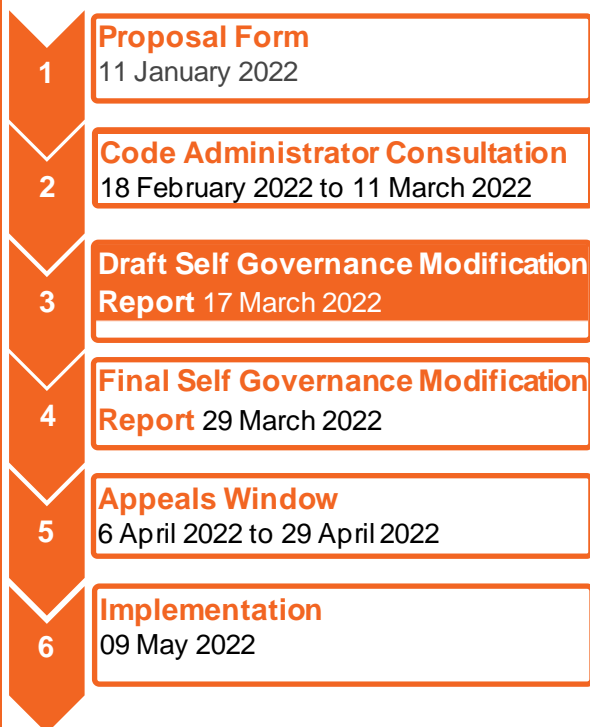 1
Proposal Form
11 January 2022
2
Code Administrator Consultation
18 February 2022 to 11 March 2022
3
Draft Self Governance Modification
Report 17 March 2022
4
Final Self Governance Modification
Report 29 March 2022
5
Appeals Window
6 April 2022 to 29 April 2022
6
Implementation
09 May 2022